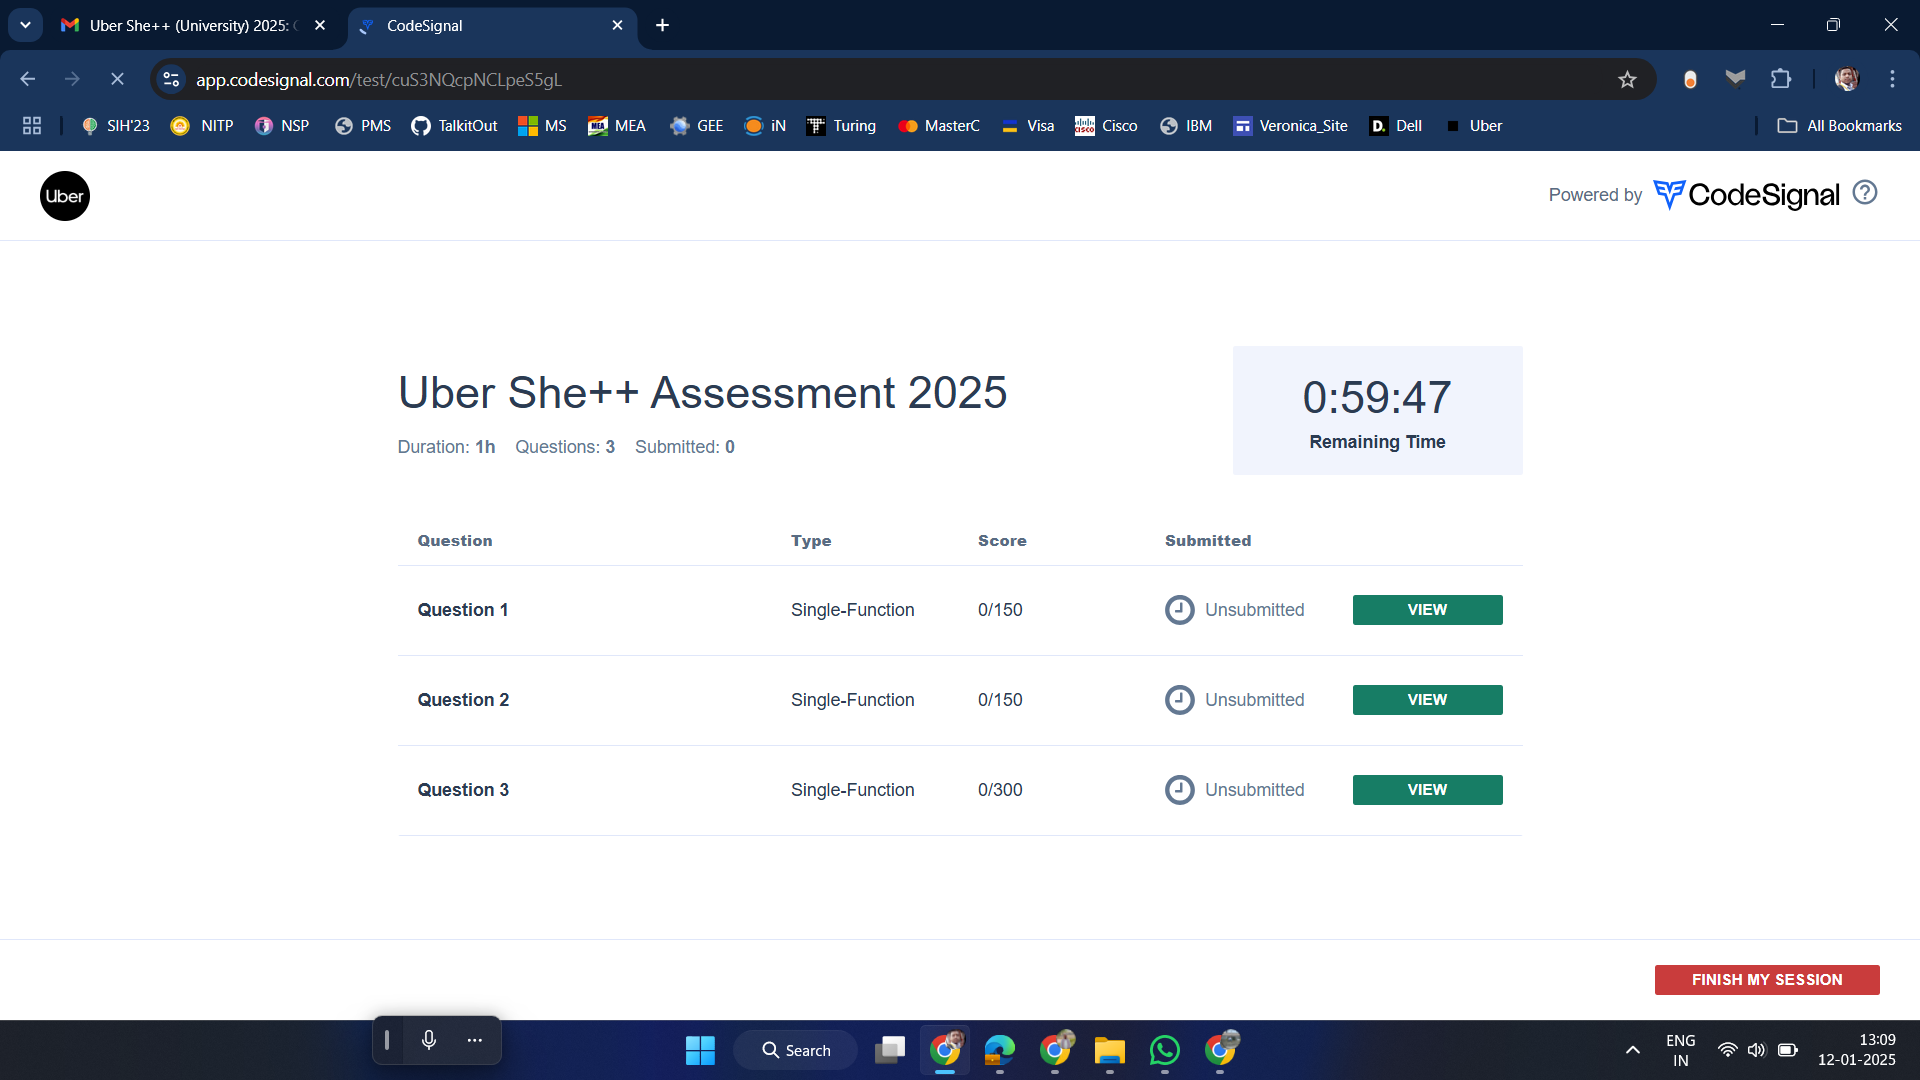 Uber She++ (University) 2025:
CodeSignal
app.codesignal.com/test/cuS3NQcpNCLpeS5gL
SIH'23
NITP
NSP
PMS
TalkitOut
MS
MEA
MEA
GEE
iN
Turing
MasterC
Visa
Cisco
IBM
Veronica_Site
D.
Dell
Uber
All Bookmarks
Uber
Powered by CodeSignal
Uber She++ Assessment 2025
0:59:47
Remaining Time
Duration: 1h Questions: 3 Submitted: 0
Question Type Score Submitted
Question 1 Single-Function 0/150 Unsubmitted VIEW
Question 2 Single-Function 0/150 Unsubmitted VIEW
Question 3 Single-Function 0/300 Unsubmitted VIEW
FINISH MY SESSION
Search
ENG
IN
13:09
12-01-2025